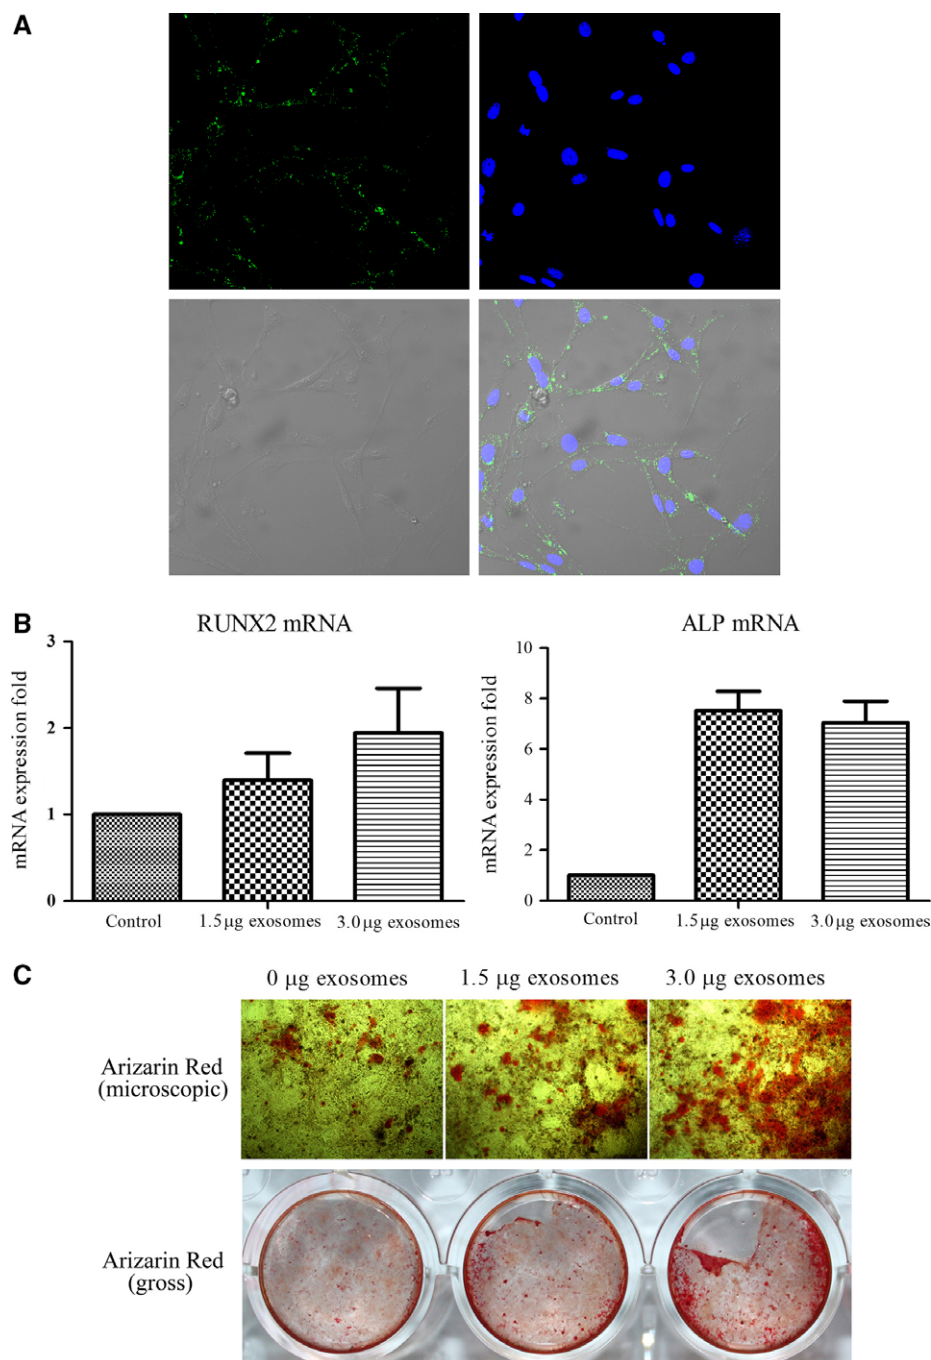 A
B
RUNX2 mRNA
mRNA expression fold
3
2
1
0
Control
1.5 µg exosomes
3.0 µg exosomes
ALP mRNA
mRNA expression fold
10
8
6
4
2
0
Control
1.5 µg exosomes
3.0 µg exosomes
C
0 µg exosomes
1.5 µg exosomes
3.0 µg exosomes
Arizarin Red
(microscopic)
Arizarin Red
(gross)